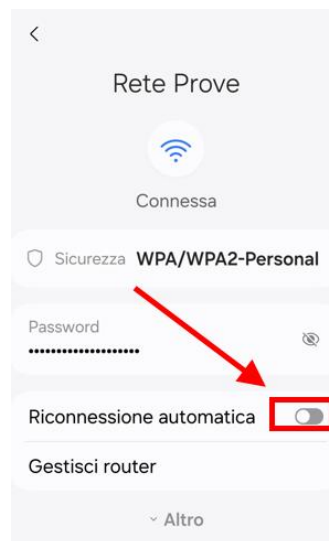 Rete Prove
Connessa
Sicurezza WPA/WPA2-Personal
Password
••••••••••••••••••••
Riconnessione automatica
Gestisci router
Altro